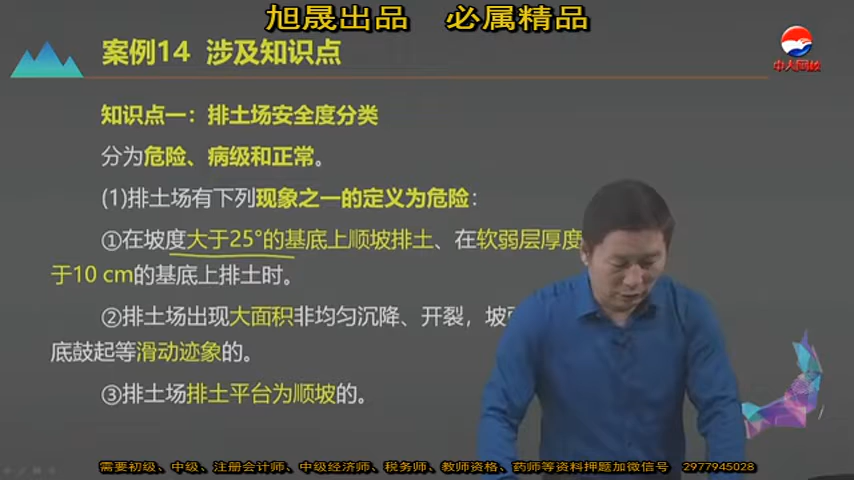 旭晟出品 必属精品
案例14 涉及知识点
中大网校
知识点一：排土场安全度分类
分为危险、病级和正常。
(1)排土场有下列现象之一的定义为危险：
①在坡度大于25°的基底上顺坡排土、在软弱层厚度
于10 cm的基底上排土时。
②排土场出现大面积非均匀沉降、开裂，坡
底鼓起等滑动迹象的。
③排土场排土平台为顺坡的。
需要初级、中级、注册会计师、中级经济师、税务师、教师资格、药师等资料押题加微信号 2977945028